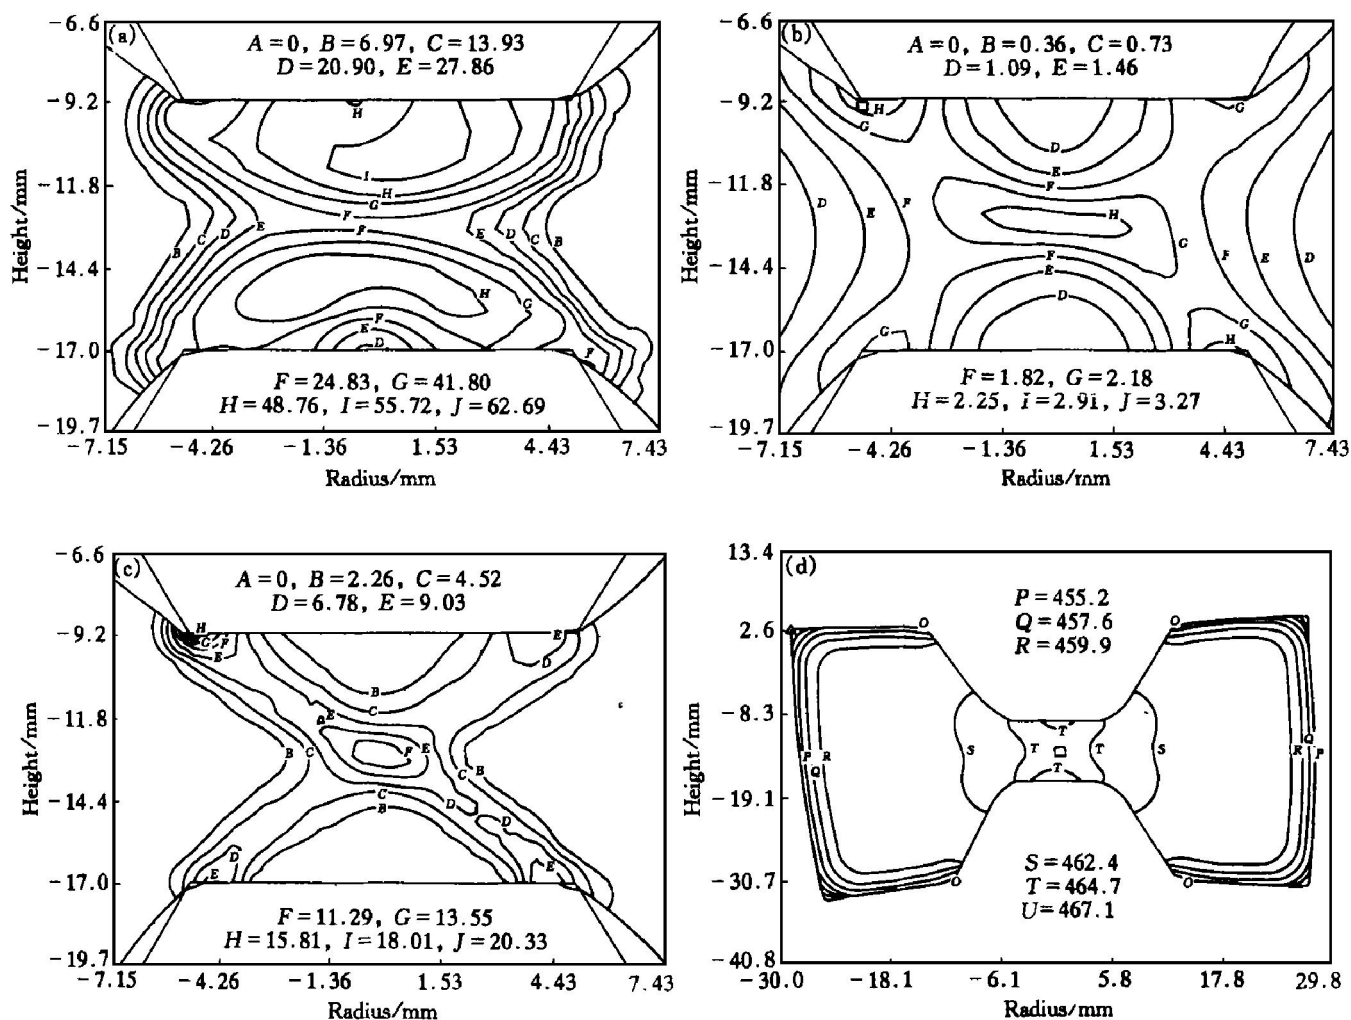 (a)
A=0, B=6.97, C=13.93
D=20.90, E=27.86
F=24.83, G=41.80
H=48.76, I=55.72, J=62.69
Height/mm
-6.6
-9.2
-11.8
-14.4
-17.0
-19.7
-7.15 -4.26 -1.36 1.53 4.43 7.43
Radius/mm
H
I
H
G
F
F
B C D E
E D C B
H
G
F
E
D
F
(b)
A=0, B=0.36, C=0.73
D=1.09, E=1.46
F=1.82, G=2.18
H=2.25, I=2.91, J=3.27
Height/mm
-6.6
-9.2
-11.8
-14.4
-17.0
-19.7
-7.15 -4.26 -1.36 1.53 4.43 7.43
Radius/mm
H
G
G
D
E
F
D E F
H
G
F E D
F
E
D
G
G
H
(c)
A=0, B=2.26, C=4.52
D=6.78, E=9.03
F=11.29, G=13.55
H=15.81, I=18.01, J=20.33
Height/mm
-6.6
-9.2
-11.8
-14.4
-17.0
-19.7
-7.15 -4.26 -1.36 1.53 4.43 7.43
Radius/mm
H
G F
E
E
D
B
C
E
B C
F E
C B
C
B
D
D
D
E
E
(d)
P=455.2
Q=457.6
R=459.9
S=462.4
T=464.7
U=467.1
Height/mm
13.4
2.6
-8.3
-19.1
-30.7
-40.8
-30.0 -18.1 -6.1 5.8 17.8 29.8
Radius/mm
O
O
P R
Q
S
T
T
T
T
S
R
Q
P
O
O